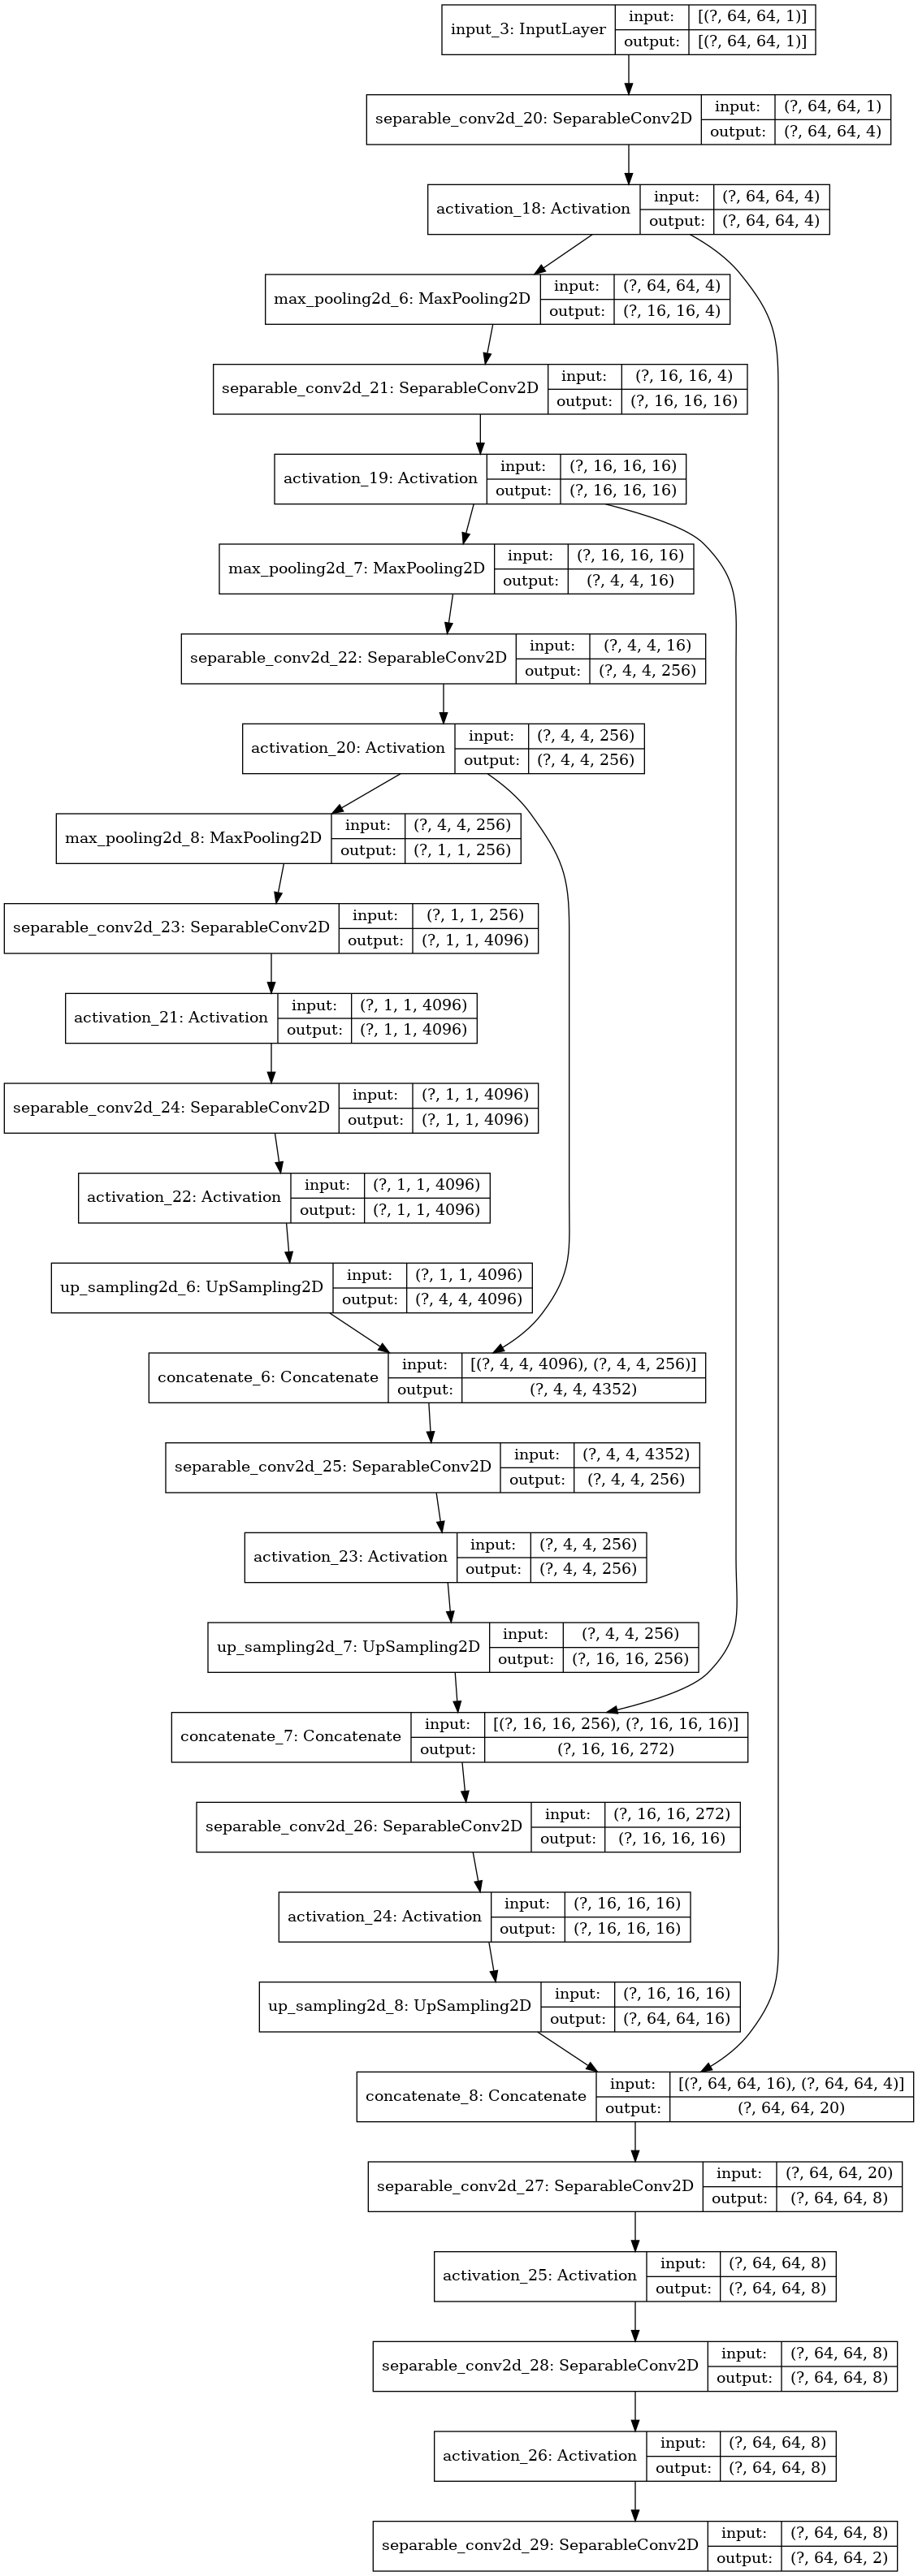 input_3: InputLayer
input: [(?, 64, 64, 1)]
output: [(?, 64, 64, 1)]
separable_conv2d_20: SeparableConv2D
input: (?, 64, 64, 1)
output: (?, 64, 64, 4)
activation_18: Activation
input: (?, 64, 64, 4)
output: (?, 64, 64, 4)
max_pooling2d_6: MaxPooling2D
input: (?, 64, 64, 4)
output: (?, 16, 16, 4)
separable_conv2d_21: SeparableConv2D
input: (?, 16, 16, 4)
output: (?, 16, 16, 16)
activation_19: Activation
input: (?, 16, 16, 16)
output: (?, 16, 16, 16)
max_pooling2d_7: MaxPooling2D
input: (?, 16, 16, 16)
output: (?, 4, 4, 16)
separable_conv2d_22: SeparableConv2D
input: (?, 4, 4, 16)
output: (?, 4, 4, 256)
activation_20: Activation
input: (?, 4, 4, 256)
output: (?, 4, 4, 256)
max_pooling2d_8: MaxPooling2D
input: (?, 4, 4, 256)
output: (?, 1, 1, 256)
separable_conv2d_23: SeparableConv2D
input: (?, 1, 1, 256)
output: (?, 1, 1, 4096)
activation_21: Activation
input: (?, 1, 1, 4096)
output: (?, 1, 1, 4096)
separable_conv2d_24: SeparableConv2D
input: (?, 1, 1, 4096)
output: (?, 1, 1, 4096)
activation_22: Activation
input: (?, 1, 1, 4096)
output: (?, 1, 1, 4096)
up_sampling2d_6: UpSampling2D
input: (?, 1, 1, 4096)
output: (?, 4, 4, 4096)
concatenate_6: Concatenate
input: [(?, 4, 4, 4096), (?, 4, 4, 256)]
output: (?, 4, 4, 4352)
separable_conv2d_25: SeparableConv2D
input: (?, 4, 4, 4352)
output: (?, 4, 4, 256)
activation_23: Activation
input: (?, 4, 4, 256)
output: (?, 4, 4, 256)
up_sampling2d_7: UpSampling2D
input: (?, 4, 4, 256)
output: (?, 16, 16, 256)
concatenate_7: Concatenate
input: [(?, 16, 16, 256), (?, 16, 16, 16)]
output: (?, 16, 16, 272)
separable_conv2d_26: SeparableConv2D
input: (?, 16, 16, 272)
output: (?, 16, 16, 16)
activation_24: Activation
input: (?, 16, 16, 16)
output: (?, 16, 16, 16)
up_sampling2d_8: UpSampling2D
input: (?, 16, 16, 16)
output: (?, 64, 64, 16)
concatenate_8: Concatenate
input: [(?, 64, 64, 16), (?, 64, 64, 4)]
output: (?, 64, 64, 20)
separable_conv2d_27: SeparableConv2D
input: (?, 64, 64, 20)
output: (?, 64, 64, 8)
activation_25: Activation
input: (?, 64, 64, 8)
output: (?, 64, 64, 8)
separable_conv2d_28: SeparableConv2D
input: (?, 64, 64, 8)
output: (?, 64, 64, 8)
activation_26: Activation
input: (?, 64, 64, 8)
output: (?, 64, 64, 8)
separable_conv2d_29: SeparableConv2D
input: (?, 64, 64, 8)
output: (?, 64, 64, 2)